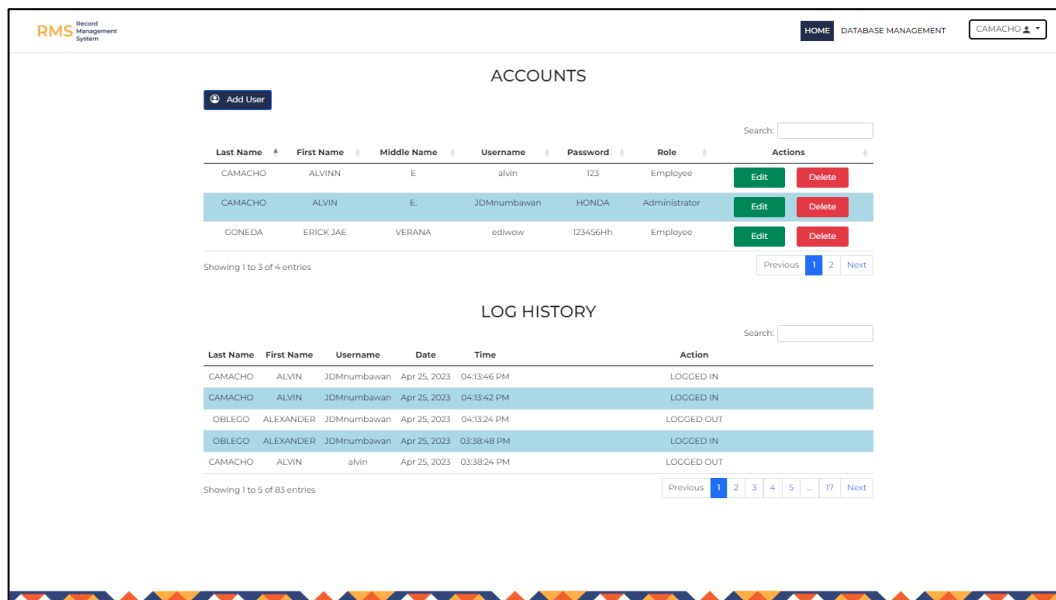 RMS Record Management System
HOME DATABASE MANAGEMENT CAMACHO
ACCOUNTS
Add User
Search:
Last Name First Name Middle Name Username Password Role Actions
CAMACHO ALVINN E alvin 123 Employee Edit Delete
CAMACHO ALVIN E. JDMnumbawan HONDA Administrator Edit Delete
GONEDA ERICK JAE VERANA ediwow 123456Hh Employee Edit Delete
Showing 1 to 3 of 4 entries
Previous 1 2 Next
LOG HISTORY
Search:
Last Name First Name Username Date Time Action
CAMACHO ALVIN JDMnumbawan Apr 25, 2023 04:13:46 PM LOGGED IN
CAMACHO ALVIN JDMnumbawan Apr 25, 2023 04:13:42 PM LOGGED IN
OBLEGO ALEXANDER JDMnumbawan Apr 25, 2023 04:13:24 PM LOGGED OUT
OBLEGO ALEXANDER JDMnumbawan Apr 25, 2023 03:38:48 PM LOGGED IN
CAMACHO ALVIN alvin Apr 25, 2023 03:38:24 PM LOGGED OUT
Showing 1 to 5 of 83 entries
Previous 1 2 3 4 5 ... 17 Next